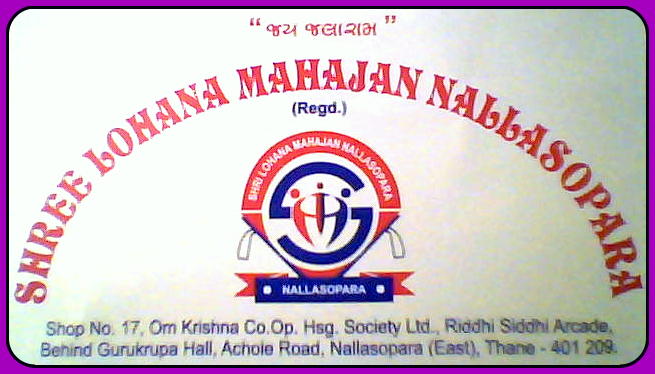 “જય જલારામ”
SHREE LOHANA MAHAJAN NALLASOPARA
(Regd.)
SHRI LOHANA MAHAJAN NALLASOPARA
NALLASOPARA
Shop No. 17, Om Krishna Co.Op. Hsg. Society Ltd., Riddhi Siddhi Arcade,
Behind Gurukrupa Hall, Achole Road, Nallasopara (East), Thane - 401 209.